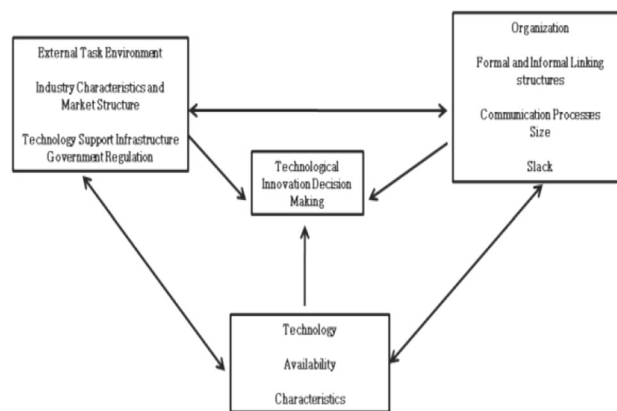 External Task Environment
Industry Characteristics and
Market Structure
Technology Support Infrastructure
Government Regulation
Organization
Formal and Informal Linking
structures
Communication Processes
Size
Slack
Technological
Innovation Decision
Making
Technology
Availability
Characteristics